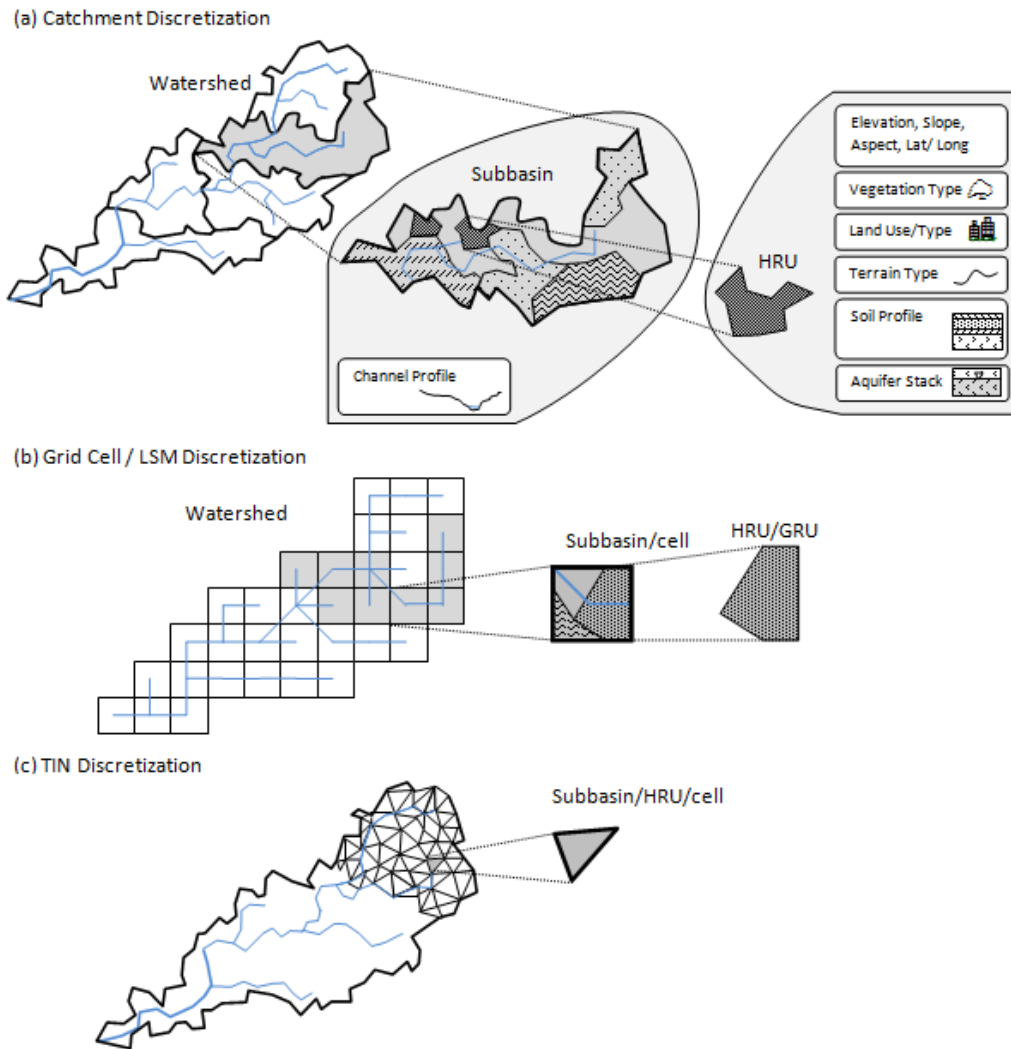 (a) Catchment Discretization
Watershed
Subbasin
HRU
Elevation, Slope,
Aspect, Lat/ Long
Vegetation Type
Land Use/Type
Terrain Type
Soil Profile
Aquifer Stack
Channel Profile
(b) Grid Cell / LSM Discretization
Watershed
Subbasin/cell
HRU/GRU
(c) TIN Discretization
Subbasin/HRU/cell